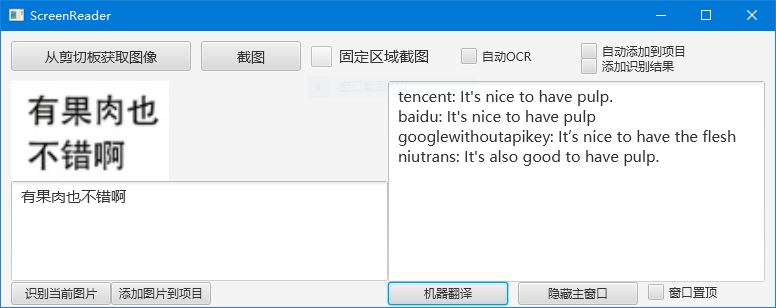 ScreenReader
从剪切板获取图像
截图
固定区域截图
自动OCR
自动添加到项目
添加识别结果
有果肉也
不错啊
有果肉也不错啊
tencent: It's nice to have pulp.
baidu: It's nice to have pulp
googlewithoutapikey: It’s nice to have the flesh
niutrans: It's also good to have pulp.
识别当前图片
添加图片到项目
机器翻译
隐藏主窗口
窗口置顶